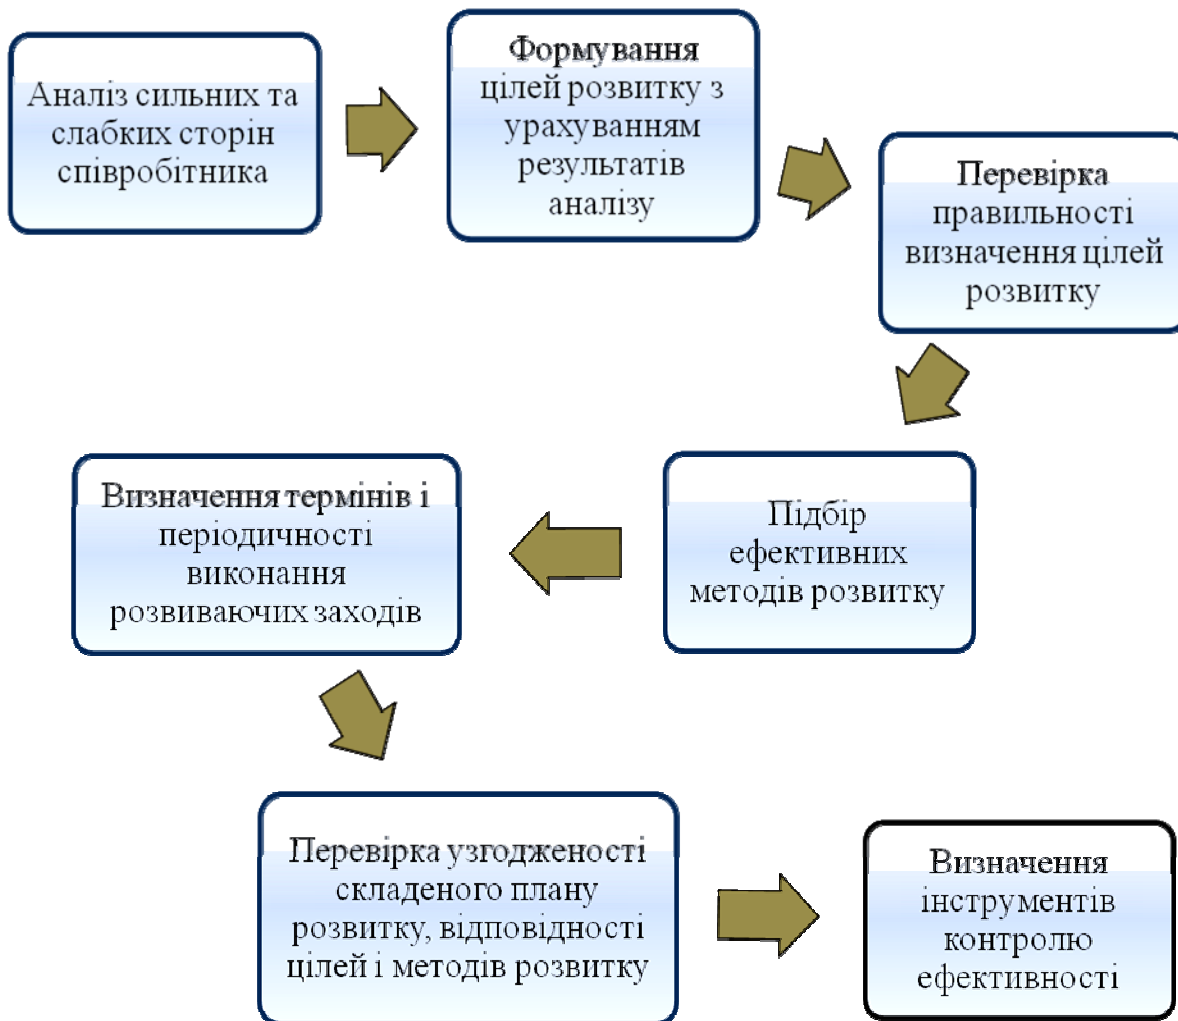 Аналіз сильних та
слабких сторін
співробітника
Формування
цілей розвитку з
урахуванням
результатів
аналізу
Перевірка
правильності
визначення цілей
розвитку
Підбір
ефективних
методів розвитку
Визначення термінів і
періодичності
виконання
розвиваючих заходів
Перевірка узгодженості
складеного плану
розвитку, відповідності
цілей і методів розвитку
Визначення
інструментів
контролю
ефективності